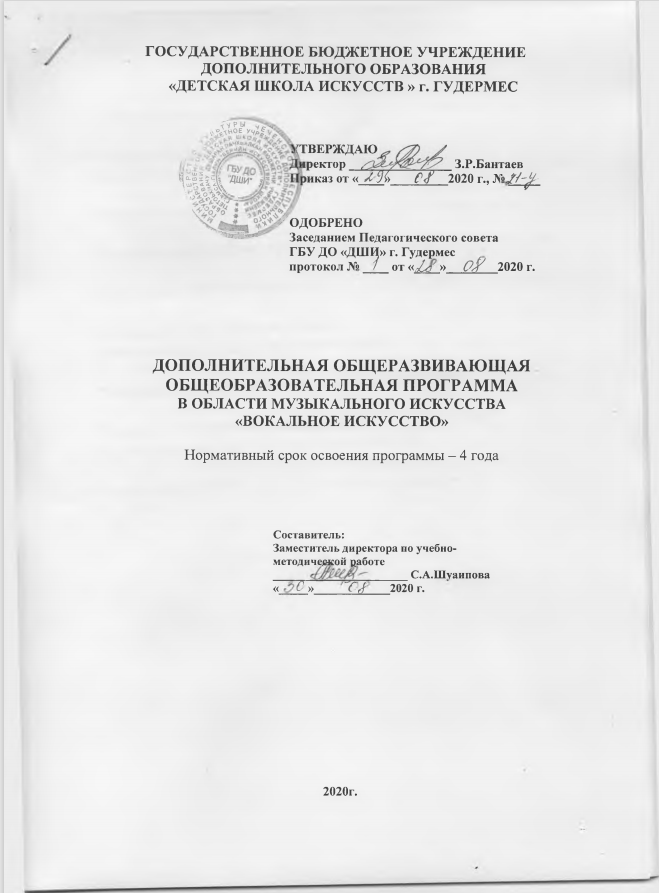 ГОСУДАРСТВЕННОЕ БЮДЖЕТНОЕ УЧРЕЖДЕНИЕ
ДОПОЛНИТЕЛЬНОГО ОБРАЗОВАНИЯ
«ДЕТСКАЯ ШКОЛА ИСКУССТВ » г. ГУДЕРМЕС
ГБУ ДО
"ДШИ"
УТВЕРЖДАЮ
Директор ________________ З.Р.Бантаев
Приказ от «29» 08 2020 г., №21-у
ОДОБРЕНО
Заседанием Педагогического совета
ГБУ ДО «ДШИ» г. Гудермес
протокол № 1 от «28» 08 2020 г.
ДОПОЛНИТЕЛЬНАЯ ОБЩЕРАЗВИВАЮЩАЯ
ОБЩЕОБРАЗОВАТЕЛЬНАЯ ПРОГРАММА
В ОБЛАСТИ МУЗЫКАЛЬНОГО ИСКУССТВА
«ВОКАЛЬНОЕ ИСКУССТВО»
Нормативный срок освоения программы – 4 года
Составитель:
Заместитель директора по учебно-
методической работе
____________________ С.А.Шуаипова
«30» 08 2020 г.
2020г.